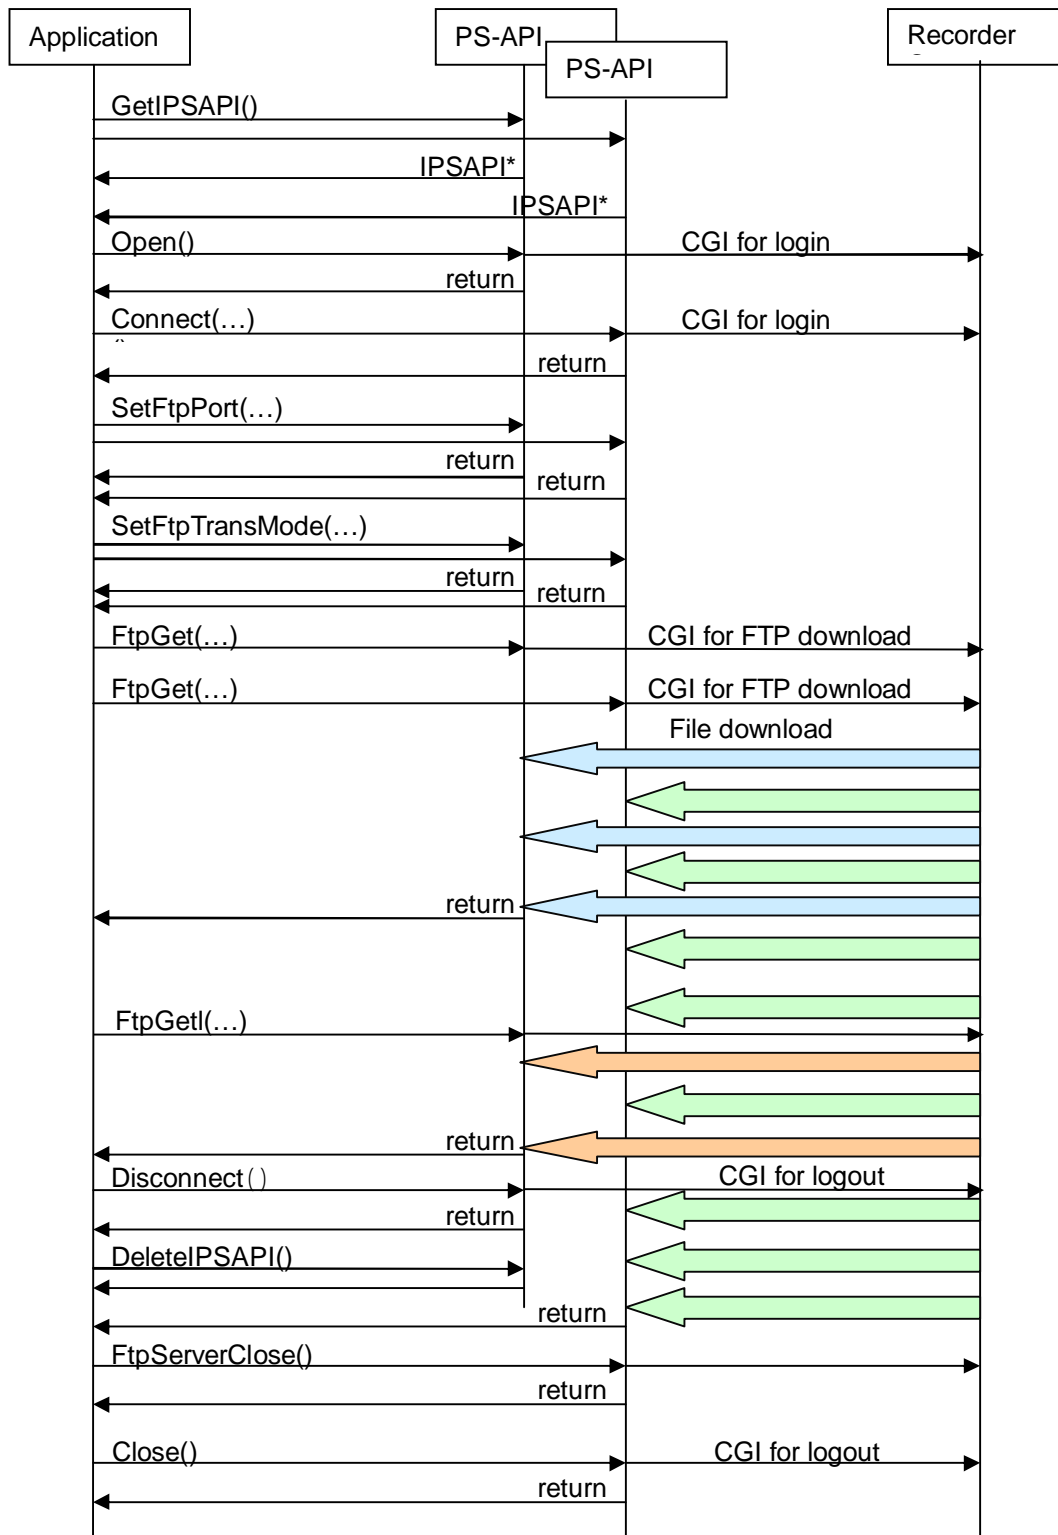 Application
PS-API
Recorder
PS-API
GetIPSAPI()
IPSAPI*
IPSAPI*
Open()
CGI for login
return
Connect(…)
CGI for login
return
SetFtpPort(…)
return
return
SetFtpTransMode(…)
return
return
FtpGet(…)
CGI for FTP download
FtpGet(…)
CGI for FTP download
File download
return
FtpGetl(…)
return
Disconnect()
CGI for logout
return
DeleteIPSAPI()
return
FtpServerClose()
return
Close()
CGI for logout
return